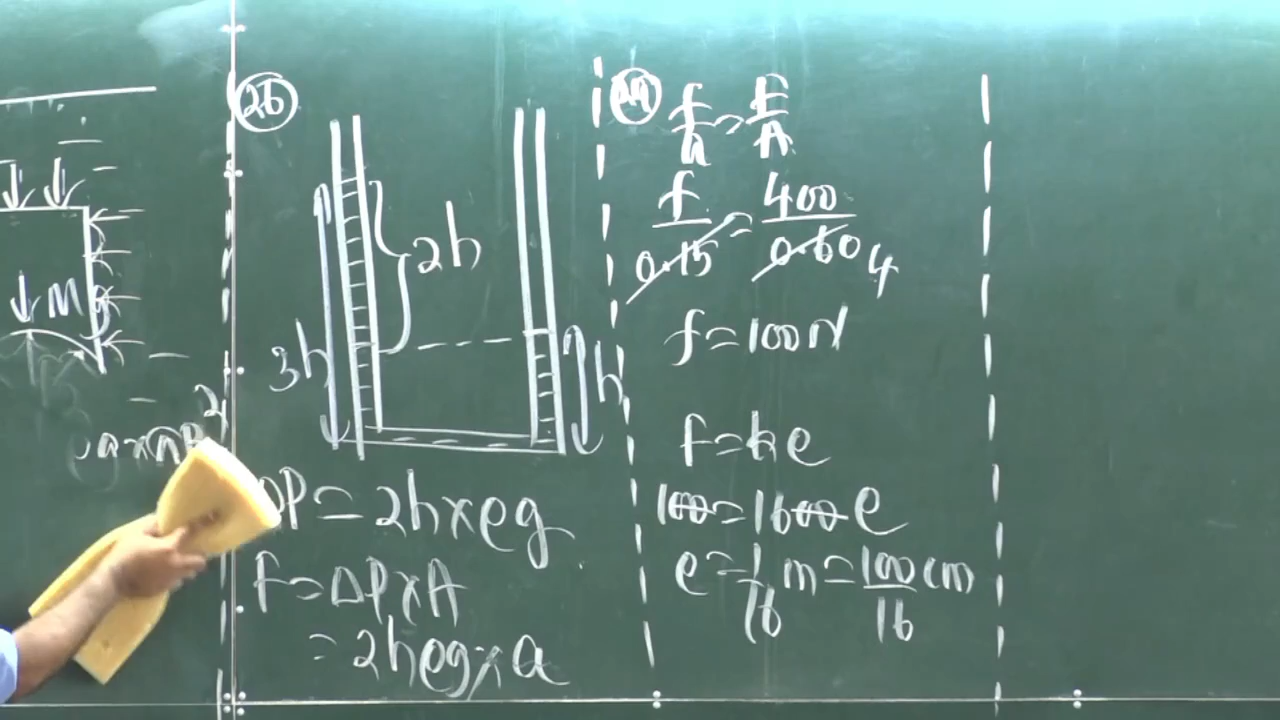 M
26
2h
3h
h
ΔP = 2h×ρg
F = ΔP×A
= 2hρg×a
f/a = F/A
f/0.15 = 400/0.60 4
f = 100N
f = ke
100 = 1600 e
e = 1/16 m = 100/16 cm